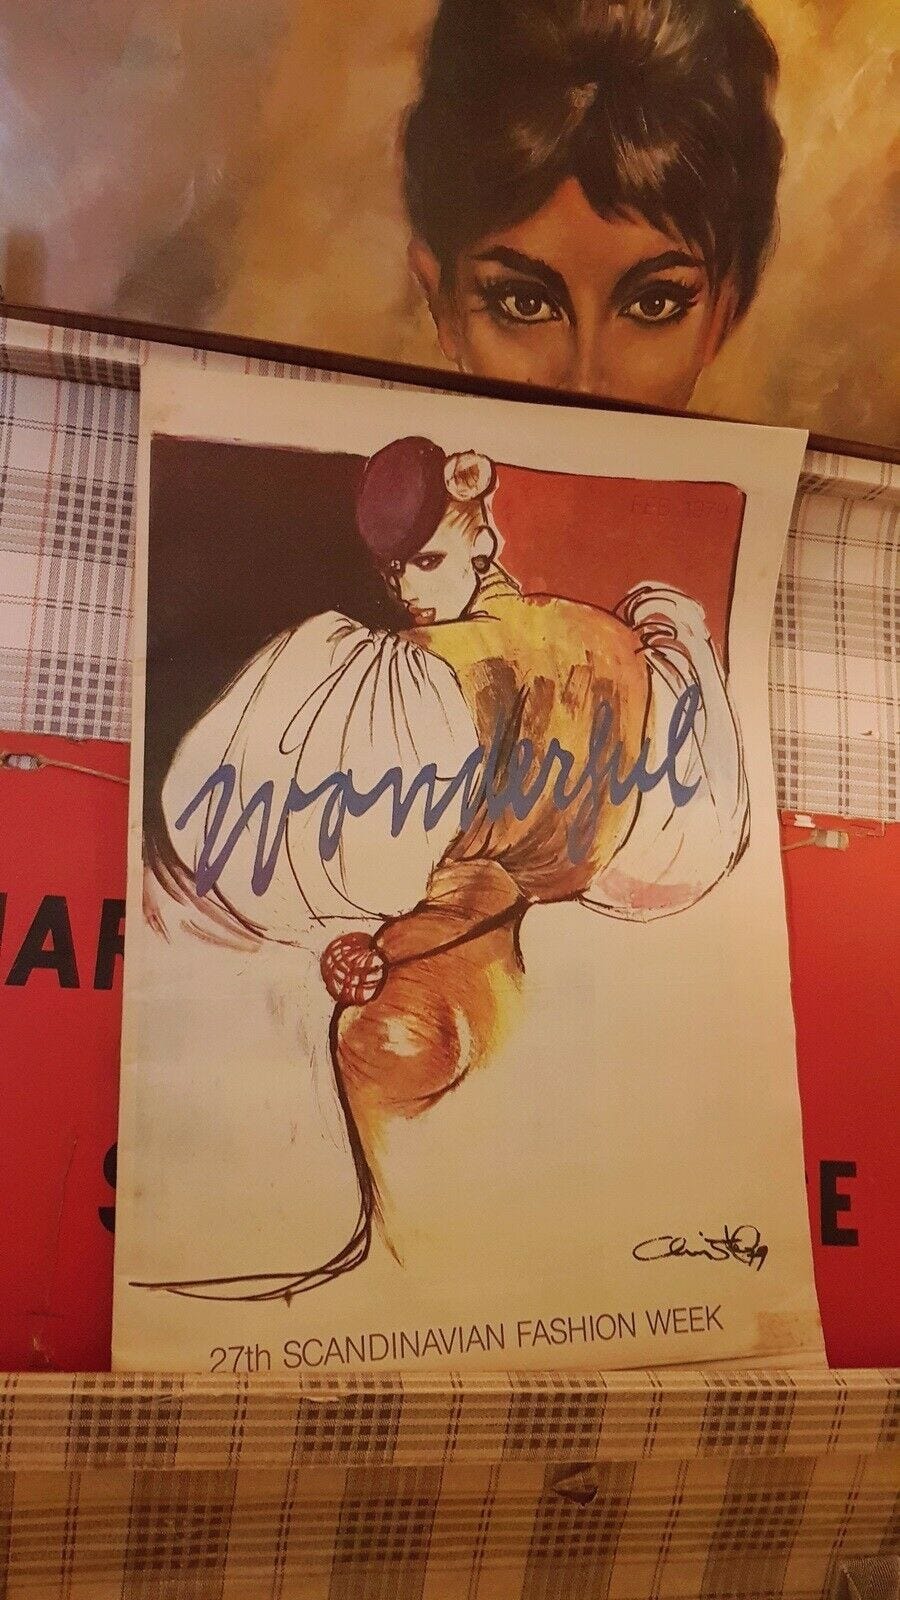 FEB. 1979
wonderful
27th SCANDINAVIAN FASHION WEEK